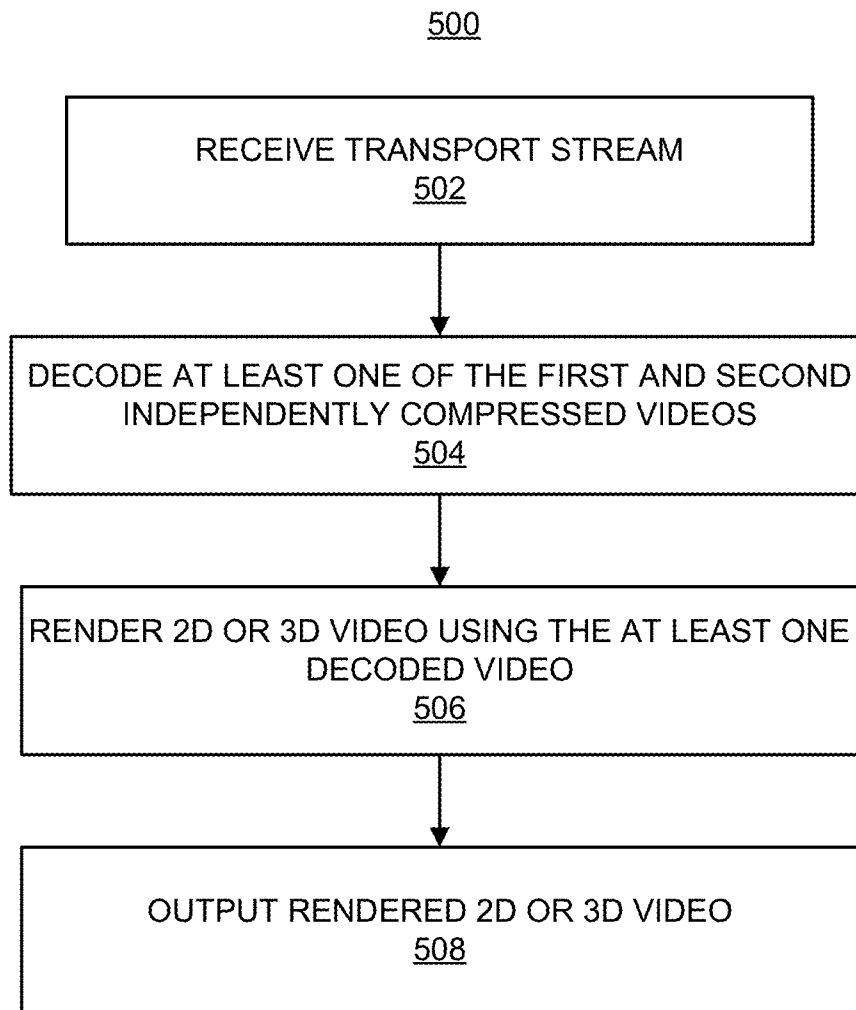 500
RECEIVE TRANSPORT STREAM
502
DECODE AT LEAST ONE OF THE FIRST AND SECOND
INDEPENDENTLY COMPRESSED VIDEOS
504
RENDER 2D OR 3D VIDEO USING THE AT LEAST ONE
DECODED VIDEO
506
OUTPUT RENDERED 2D OR 3D VIDEO
508